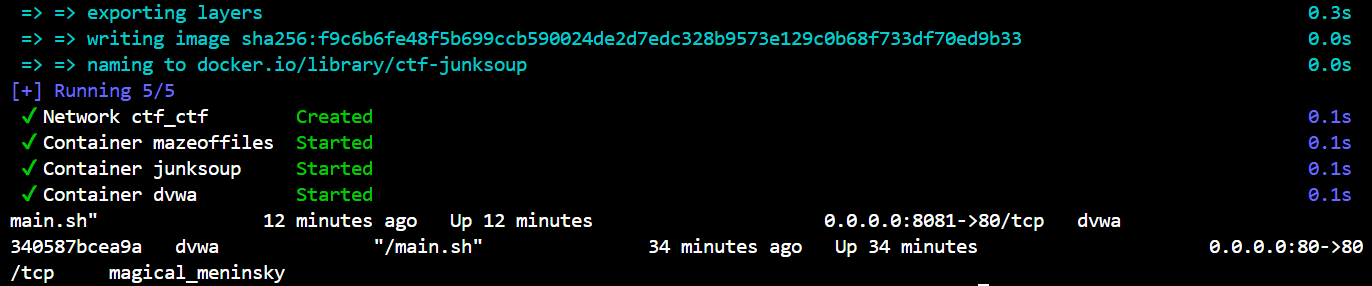 => => exporting layers 0.3s
=> => writing image sha256:f9c6b6fe48f5b699ccb590024de2d7edc328b9573e129c0b68f733df70ed9b33 0.0s
=> => naming to docker.io/library/ctf-junksoup 0.0s
[+] Running 5/5
✓ Network ctf_ctf Created 0.1s
✓ Container mazeoffiles Started 0.1s
✓ Container junksoup Started 0.1s
✓ Container dvwa Started 0.1s
main.sh" 12 minutes ago Up 12 minutes 0.0.0.0:8081->80/tcp dvwa
340587bcea9a dvwa "/main.sh" 34 minutes ago Up 34 minutes 0.0.0.0:80->80
/tcp magical_meninsky